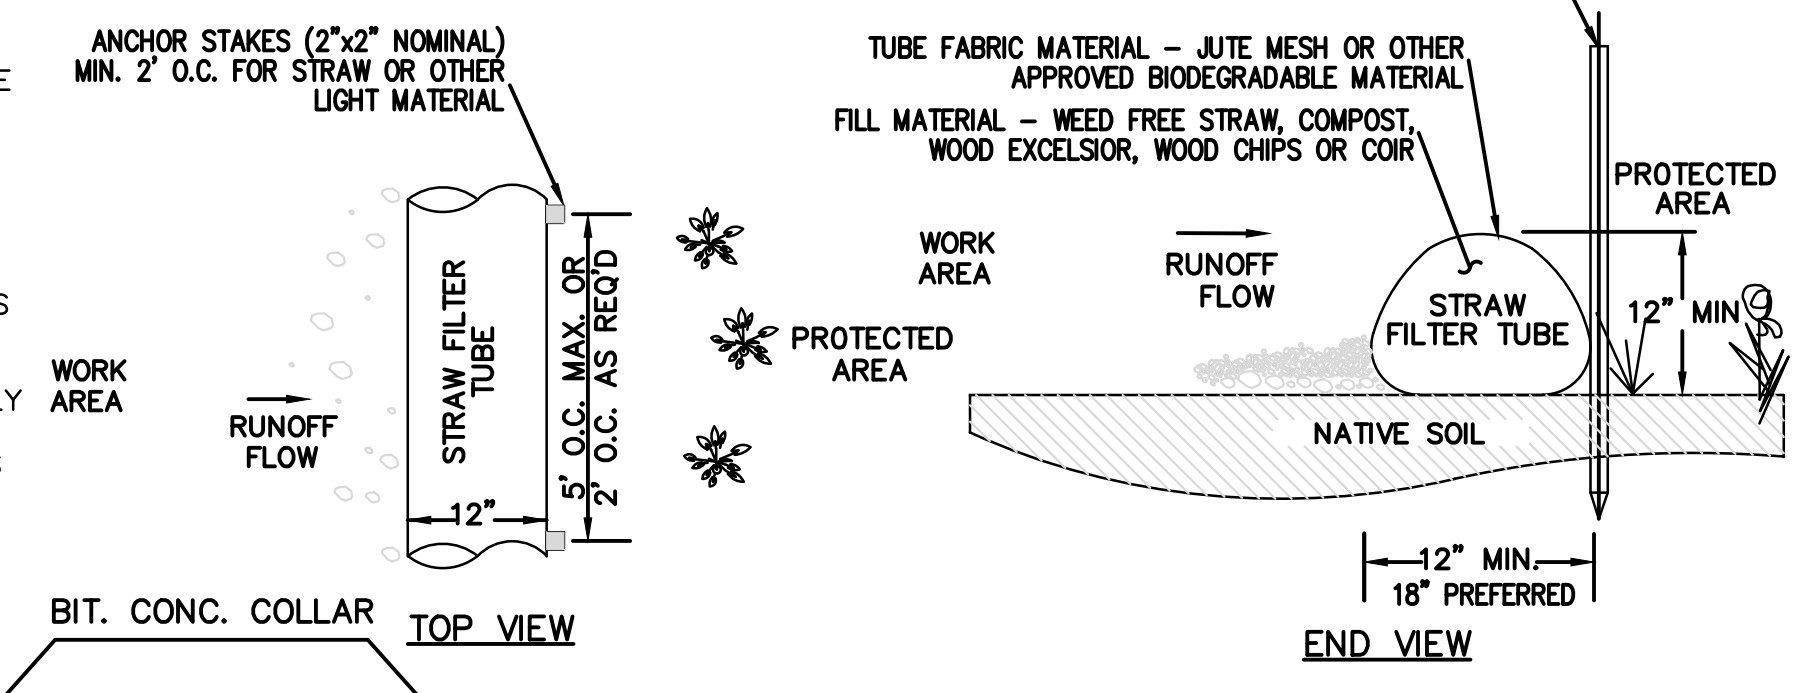 ANCHOR STAKES (2"x2" NOMINAL)
MIN. 2' O.C. FOR STRAW OR OTHER
LIGHT MATERIAL
E
S
LY
S
WORK
AREA
RUNOFF
FLOW
STRAW FILTER
TUBE
12"
5' O.C. MAX. OR
2' O.C. AS REQ'D
PROTECTED
AREA
BIT. CONC. COLLAR
TOP VIEW
TUBE FABRIC MATERIAL – JUTE MESH OR OTHER
APPROVED BIODEGRADABLE MATERIAL
FILL MATERIAL – WEED FREE STRAW, COMPOST,
WOOD EXCELSIOR, WOOD CHIPS OR COIR
PROTECTED
AREA
WORK
AREA
RUNOFF
FLOW
STRAW
FILTER TUBE
12" MIN
NATIVE SOIL
12" MIN.
18" PREFERRED
END VIEW